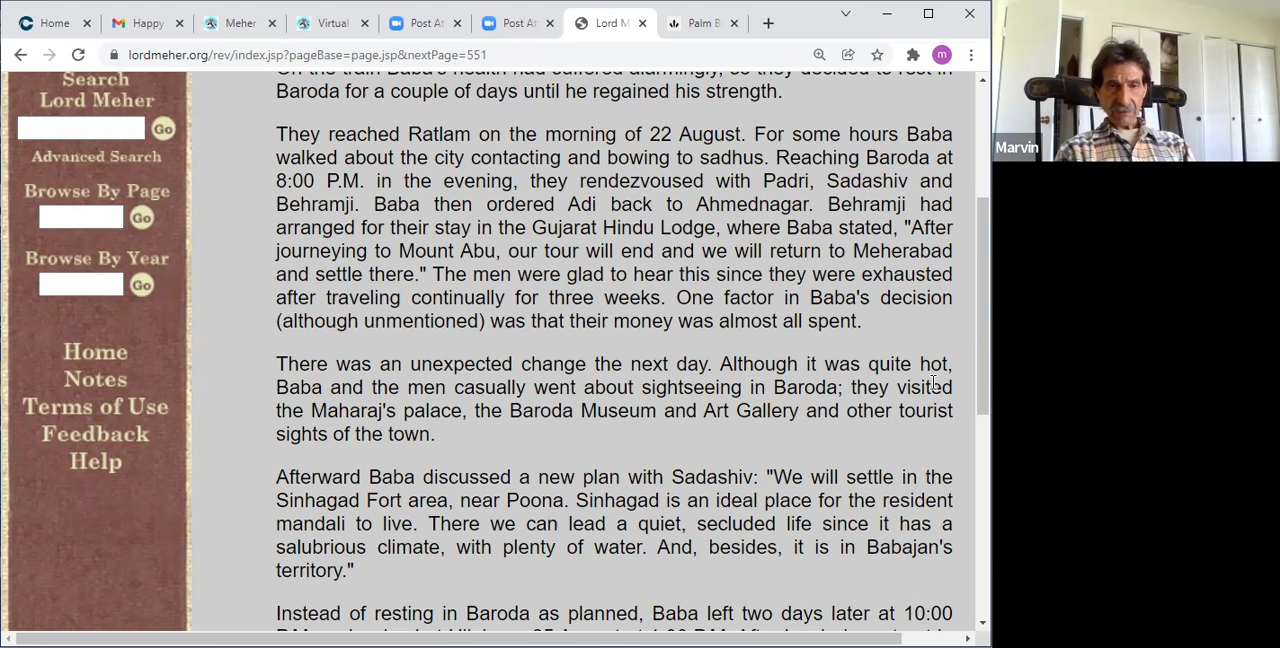 Home
Happy
Meher
Virtual
Post At
Post At
Lord M
Palm B
lordmeher.org/rev/index.jsp?pageBase=page.jsp&nextPage=551
m
Search
Lord Meher
Go
Advanced Search
Browse By Page
Go
Browse By Year
Go
Home
Notes
Terms of Use
Feedback
Help
On the train Baba's health had suffered alarmingly, so they decided to rest in
Baroda for a couple of days until he regained his strength.
They reached Ratlam on the morning of 22 August. For some hours Baba
walked about the city contacting and bowing to sadhus. Reaching Baroda at
8:00 P.M. in the evening, they rendezvoused with Padri, Sadashiv and
Behramji. Baba then ordered Adi back to Ahmednagar. Behramji had
arranged for their stay in the Gujarat Hindu Lodge, where Baba stated, "After
journeying to Mount Abu, our tour will end and we will return to Meherabad
and settle there." The men were glad to hear this since they were exhausted
after traveling continually for three weeks. One factor in Baba's decision
(although unmentioned) was that their money was almost all spent.
There was an unexpected change the next day. Although it was quite hot,
Baba and the men casually went about sightseeing in Baroda; they visited
the Maharaj's palace, the Baroda Museum and Art Gallery and other tourist
sights of the town.
Afterward Baba discussed a new plan with Sadashiv: "We will settle in the
Sinhagad Fort area, near Poona. Sinhagad is an ideal place for the resident
mandali to live. There we can lead a quiet, secluded life since it has a
salubrious climate, with plenty of water. And, besides, it is in Babajan's
territory."
Instead of resting in Baroda as planned, Baba left two days later at 10:00
Marvin